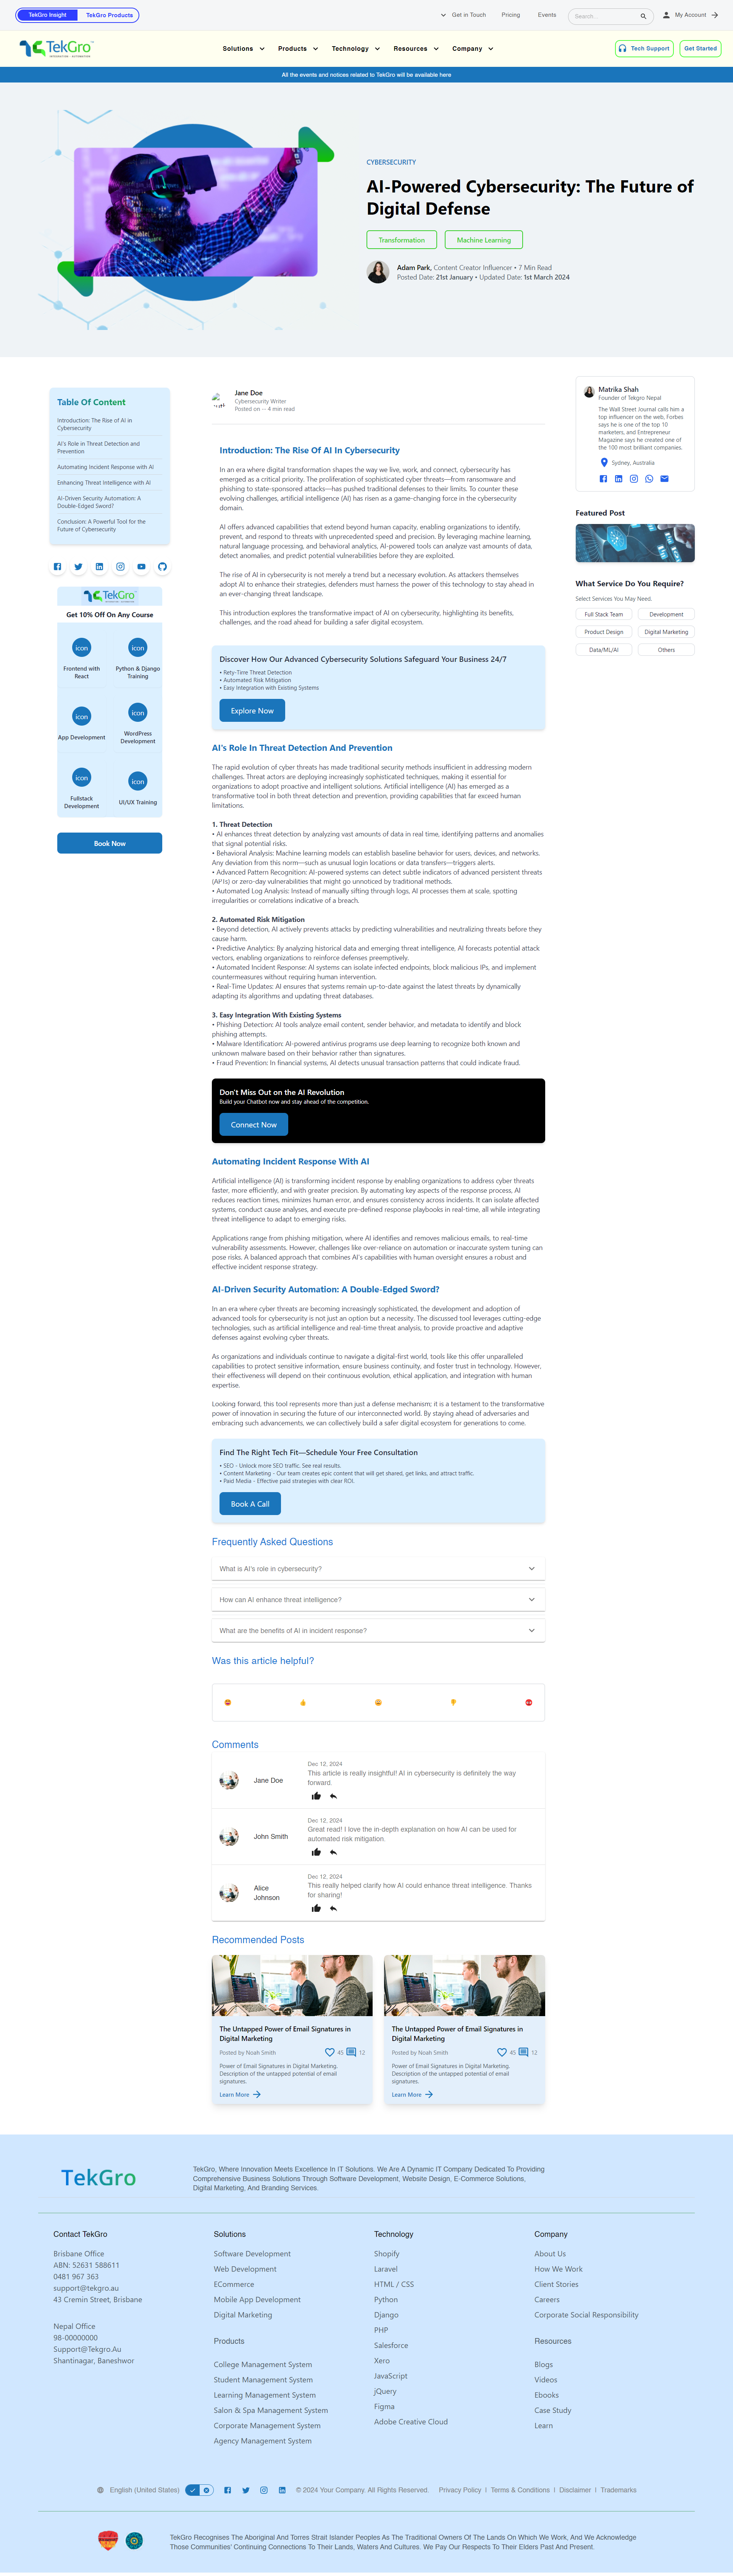 TekGro Insight
TekGro Products
Get in Touch
Pricing
Events
Search...
My Account
TekGro
INTEGRATION - AUTOMATION
Solutions
Products
Technology
Resources
Company
Tech Support
Get Started
All the events and notices related to TekGro will be available here
CYBERSECURITY
AI-Powered Cybersecurity: The Future of
Digital Defense
Transformation
Machine Learning
Adam Park, Content Creator Influencer • 7 Min Read
Posted Date: 21st January • Updated Date: 1st March 2024
Table Of Content
Introduction: The Rise of AI in
Cybersecurity
AI's Role in Threat Detection and
Prevention
Automating Incident Response with AI
Enhancing Threat Intelligence with AI
AI-Driven Security Automation: A
Double-Edged Sword?
Conclusion: A Powerful Tool for the
Future of Cybersecurity
TekGro
Get 10% Off On Any Course
icon
icon
Frontend with
React
Python & Django
Training
icon
icon
App Development
WordPress
Development
icon
icon
Fullstack
Development
UI/UX Training
Book Now
Jane Doe
Cybersecurity Writer
Posted on -- 4 min read
Introduction: The Rise Of AI In Cybersecurity
In an era where digital transformation shapes the way we live, work, and connect, cybersecurity has
emerged as a critical priority. The proliferation of sophisticated cyber threats—from ransomware and
phishing to state-sponsored attacks—has pushed traditional defenses to their limits. To counter these
evolving challenges, artificial intelligence (AI) has risen as a game-changing force in the cybersecurity
domain.
AI offers advanced capabilities that extend beyond human capacity, enabling organizations to identify,
prevent, and respond to threats with unprecedented speed and precision. By leveraging machine learning,
natural language processing, and behavioral analytics, AI-powered tools can analyze vast amounts of data,
detect anomalies, and predict potential vulnerabilities before they are exploited.
The rise of AI in cybersecurity is not merely a trend but a necessary evolution. As attackers themselves
adopt AI to enhance their strategies, defenders must harness the power of this technology to stay ahead in
an ever-changing threat landscape.
This introduction explores the transformative impact of AI on cybersecurity, highlighting its benefits,
challenges, and the road ahead for building a safer digital ecosystem.
Discover How Our Advanced Cybersecurity Solutions Safeguard Your Business 24/7
• Rety-Time Threat Detection
• Automated Risk Mitigation
• Easy Integration with Existing Systems
Explore Now
AI's Role In Threat Detection And Prevention
The rapid evolution of cyber threats has made traditional security methods insufficient in addressing modern
challenges. Threat actors are deploying increasingly sophisticated techniques, making it essential for
organizations to adopt proactive and intelligent solutions. Artificial intelligence (AI) has emerged as a
transformative tool in both threat detection and prevention, providing capabilities that far exceed human
limitations.
1. Threat Detection
• AI enhances threat detection by analyzing vast amounts of data in real time, identifying patterns and anomalies
that signal potential risks.
• Behavioral Analysis: Machine learning models can establish baseline behavior for users, devices, and networks.
Any deviation from this norm—such as unusual login locations or data transfers—triggers alerts.
• Advanced Pattern Recognition: AI-powered systems can detect subtle indicators of advanced persistent threats
(APTs) or zero-day vulnerabilities that might go unnoticed by traditional methods.
• Automated Log Analysis: Instead of manually sifting through logs, AI processes them at scale, spotting
irregularities or correlations indicative of a breach.
2. Automated Risk Mitigation
• Beyond detection, AI actively prevents attacks by predicting vulnerabilities and neutralizing threats before they
cause harm.
• Predictive Analytics: By analyzing historical data and emerging threat intelligence, AI forecasts potential attack
vectors, enabling organizations to reinforce defenses preemptively.
• Automated Incident Response: AI systems can isolate infected endpoints, block malicious IPs, and implement
countermeasures without requiring human intervention.
• Real-Time Updates: AI ensures that systems remain up-to-date against the latest threats by dynamically
adapting its algorithms and updating threat databases.
3. Easy Integration With Existing Systems
• Phishing Detection: AI tools analyze email content, sender behavior, and metadata to identify and block
phishing attempts.
• Malware Identification: AI-powered antivirus programs use deep learning to recognize both known and
unknown malware based on their behavior rather than signatures.
• Fraud Prevention: In financial systems, AI detects unusual transaction patterns that could indicate fraud.
Don't Miss Out on the AI Revolution
Build your Chatbot now and stay ahead of the competition.
Connect Now
Automating Incident Response With AI
Artificial intelligence (AI) is transforming incident response by enabling organizations to address cyber threats
faster, more efficiently, and with greater precision. By automating key aspects of the response process, AI
reduces reaction times, minimizes human error, and ensures consistency across incidents. It can isolate affected
systems, conduct cause analyses, and execute pre-defined response playbooks in real-time, all while integrating
threat intelligence to adapt to emerging risks.
Applications range from phishing mitigation, where AI identifies and removes malicious emails, to real-time
vulnerability assessments. However, challenges like over-reliance on automation or inaccurate system tuning can
pose risks. A balanced approach that combines AI's capabilities with human oversight ensures a robust and
effective incident response strategy.
AI-Driven Security Automation: A Double-Edged Sword?
In an era where cyber threats are becoming increasingly sophisticated, the development and adoption of
advanced tools for cybersecurity is not just an option but a necessity. The discussed tool leverages cutting-edge
technologies, such as artificial intelligence and real-time threat analysis, to provide proactive and adaptive
defenses against evolving cyber threats.
As organizations and individuals continue to navigate a digital-first world, tools like this offer unparalleled
capabilities to protect sensitive information, ensure business continuity, and foster trust in technology. However,
their effectiveness will depend on their continuous evolution, ethical application, and integration with human
expertise.
Looking forward, this tool represents more than just a defense mechanism; it is a testament to the transformative
power of innovation in securing the future of our interconnected world. By staying ahead of adversaries and
embracing such advancements, we can collectively build a safer digital ecosystem for generations to come.
Find The Right Tech Fit—Schedule Your Free Consultation
• SEO - Unlock more SEO traffic. See real results.
• Content Marketing - Our team creates epic content that will get shared, get links, and attract traffic.
• Paid Media - Effective paid strategies with clear ROI.
Book A Call
Frequently Asked Questions
What is AI's role in cybersecurity?
How can AI enhance threat intelligence?
What are the benefits of AI in incident response?
Was this article helpful?
Comments
Jane Doe
Dec 12, 2024
This article is really insightful! AI in cybersecurity is definitely the way
forward.
John Smith
Dec 12, 2024
Great read! I love the in-depth explanation on how AI can be used for
automated risk mitigation.
Alice
Johnson
Dec 12, 2024
This really helped clarify how AI could enhance threat intelligence. Thanks
for sharing!
Recommended Posts
The Untapped Power of Email Signatures in
Digital Marketing
Posted by Noah Smith
45
12
Power of Email Signatures in Digital Marketing.
Description of the untapped potential of email
signatures.
Learn More
The Untapped Power of Email Signatures in
Digital Marketing
Posted by Noah Smith
45
12
Power of Email Signatures in Digital Marketing.
Description of the untapped potential of email
signatures.
Learn More
Matrika Shah
Founder of Tekgro Nepal
The Wall Street Journal calls him a
top influencer on the web, Forbes
says he is one of the top 10
marketers, and Entrepreneur
Magazine says he created one of
the 100 most brilliant companies.
Sydney, Australia
Featured Post
What Service Do You Require?
Select Services You May Need.
Full Stack Team
Development
Product Design
Digital Marketing
Data/ML/AI
Others
TekGro
TekGro, Where Innovation Meets Excellence In IT Solutions. We Are A Dynamic IT Company Dedicated To Providing
Comprehensive Business Solutions Through Software Development, Website Design, E-Commerce Solutions,
Digital Marketing, And Branding Services.
Contact TekGro
Brisbane Office
ABN: 52631 588611
0481 967 363
support@tekgro.au
43 Cremin Street, Brisbane
Nepal Office
98-00000000
Support@Tekgro.Au
Shantinagar, Baneshwor
Solutions
Software Development
Web Development
ECommerce
Mobile App Development
Digital Marketing
Products
College Management System
Student Management System
Learning Management System
Salon & Spa Management System
Corporate Management System
Agency Management System
Technology
Shopify
Laravel
HTML / CSS
Python
Django
PHP
Salesforce
Xero
JavaScript
jQuery
Figma
Adobe Creative Cloud
Company
About Us
How We Work
Client Stories
Careers
Corporate Social Responsibility
Resources
Blogs
Videos
Ebooks
Case Study
Learn
English (United States)
© 2024 Your Company. All Rights Reserved.
Privacy Policy | Terms & Conditions | Disclaimer | Trademarks
TekGro Recognises The Aboriginal And Torres Strait Islander Peoples As The Traditional Owners Of The Lands On Which We Work, And We Acknowledge
Those Communities' Continuing Connections To Their Lands, Waters And Cultures. We Pay Our Respects To Their Elders Past And Present.